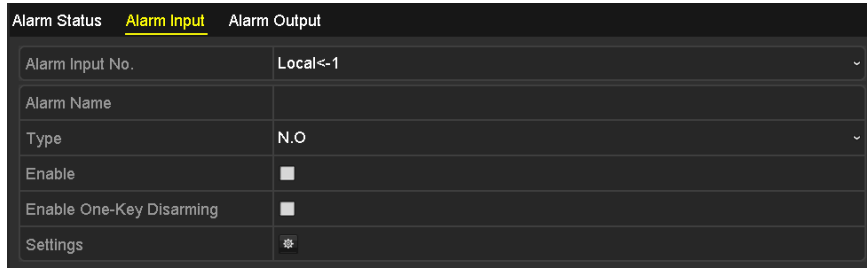 Alarm Status Alarm Input Alarm Output
Alarm Input No. Local<-1
Alarm Name
Type N.O
Enable
Enable One-Key Disarming
Settings